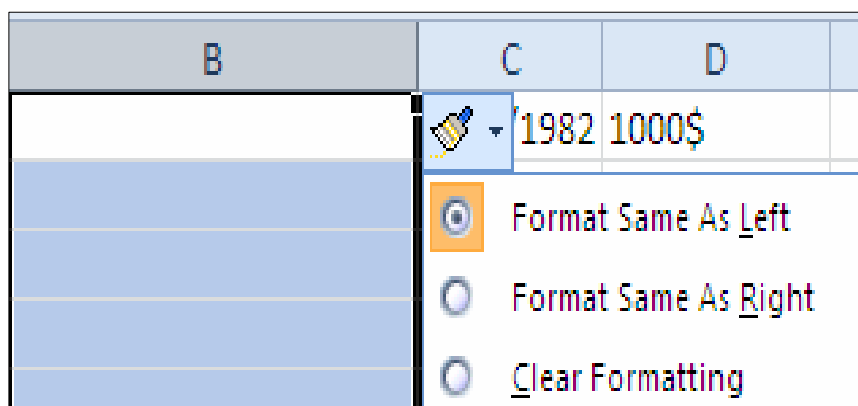 B C D
/1982 1000$
Format Same As Left
Format Same As Right
Clear Formatting